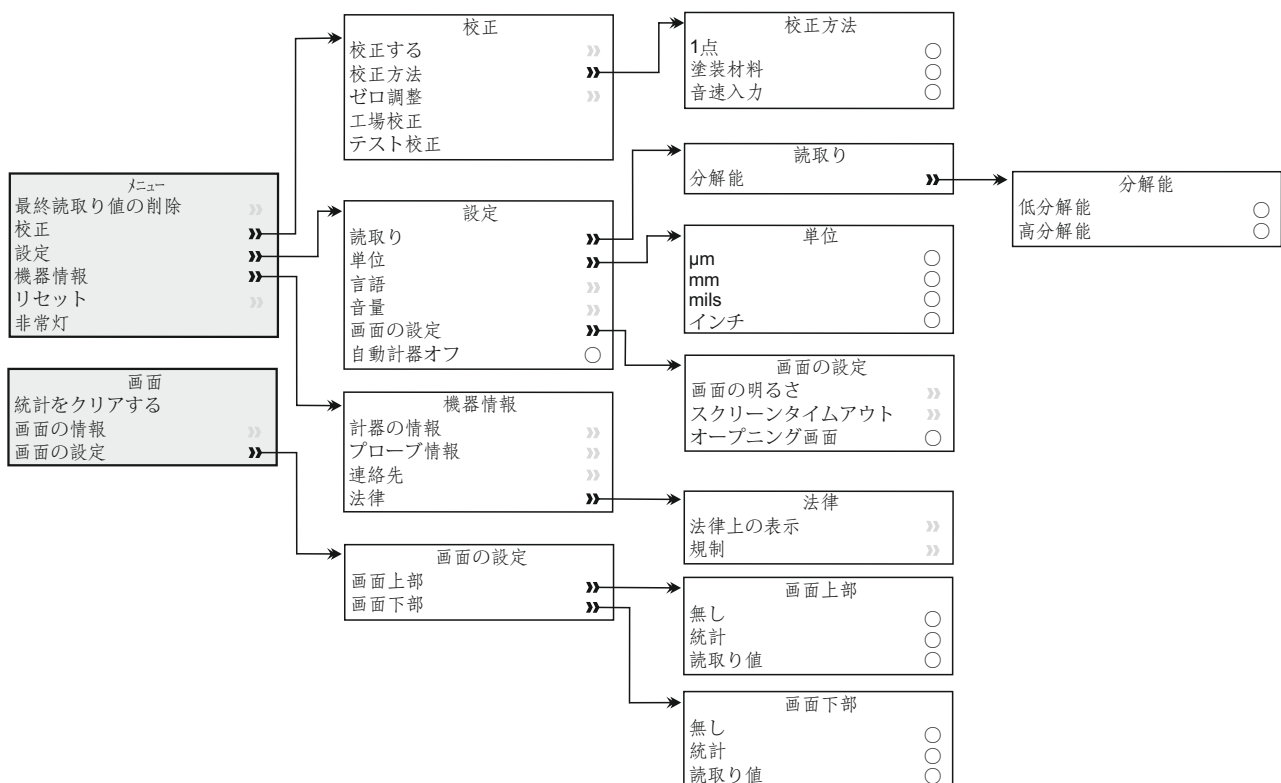 メニュー
最終読取り値の削除
校正
設定
機器情報
リセット
非常灯
画面
統計をクリアする
画面の情報
画面の設定
校正
校正する
校正方法
ゼロ調整
工場校正
テスト校正
設定
読取り
単位
言語
音量
画面の設定
自動計器オフ
機器情報
計器の情報
プローブ情報
連絡先
法律
画面の設定
画面上部
画面下部
校正方法
1点
塗装材料
音速入力
読取り
分解能
単位
µm
mm
mils
インチ
画面の設定
画面の明るさ
スクリーンタイムアウト
オープニング画面
法律
法律上の表示
規制
画面上部
無し
統計
読取り値
画面下部
無し
統計
読取り値
分解能
低分解能
高分解能